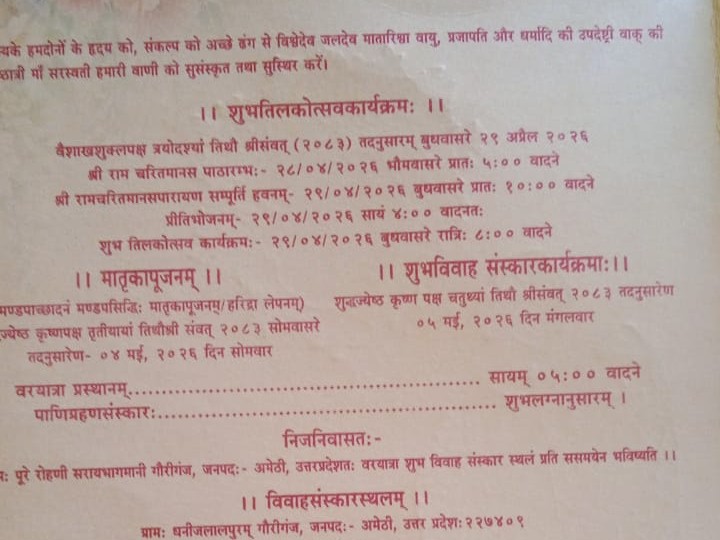 यके हमदोनों के हृदय को, संकल्प को अच्छे ढंग से विश्वेदेव जलदेव मातारिश्वा वायु, प्रजापति और धर्मादि की उपदेष्ट्री वाक् की
ष्ठात्री माँ सरस्वती हमारी वाणी को सुसंस्कृत तथा सुस्थिर करें।
।। शुभतिलकोत्सवकार्यक्रमः ।।
वैशाखशुक्लपक्ष त्रयोदश्यां तिथौ श्रीसंवत् (२०८३) तदनुसारम् बुधवासरे २९ अप्रैल २०२६
श्री राम चरितमानस पाठारम्भः- २८/०४/२०२६ भौमवासरे प्रातः ५:०० वादने
श्री रामचरितमानसपारायण सम्पूर्ति हवनम्- २९/०४/२०२६ बुधवासरे प्रातः १०:०० वादने
प्रीतिभोजनम्- २९/०४/२०२६ सायं ४:०० वादनतः
शुभ तिलकोत्सव कार्यक्रमः- २९/०४/२०२६ बुधवासरे रात्रिः ८:०० वादने
।। मातृकापूजनम् ।।
मण्डपाच्छादनं मण्डपसिद्धिः मातृकापूजनम्/हरिद्रा लेपनम्)
ज्येष्ठ कृष्णपक्ष तृतीयायां तिथौश्री संवत् २०८३ सोमवासरे
तदनुसारेण- ०४ मई, २०२६ दिन सोमवार
।। शुभविवाह संस्कारकार्यक्रमाः।।
शुद्धज्येष्ठ कृष्ण पक्ष चतुर्थ्यां तिथौ श्रीसंवत् २०८३ तदनुसारेण
०५ मई, २०२६ दिन मंगलवार
वरयात्रा प्रस्थानम्.................................................. सायम् ०५:०० वादने
पाणिग्रहणसंस्कारः.................................................. शुभलग्नानुसारम् ।
निजनिवासतः-
पूरे रोहणी सरायभागमानी गौरीगंज, जनपदः- अमेठी, उत्तरप्रदेशतः वरयात्रा शुभ विवाह संस्कार स्थलं प्रति ससमयेन भविष्यति ।।
।। विवाहसंस्कारस्थलम् ।।
ग्रामः धनीजलालपुरम् गौरीगंज, जनपदः- अमेठी, उत्तर प्रदेशः २२७४०९